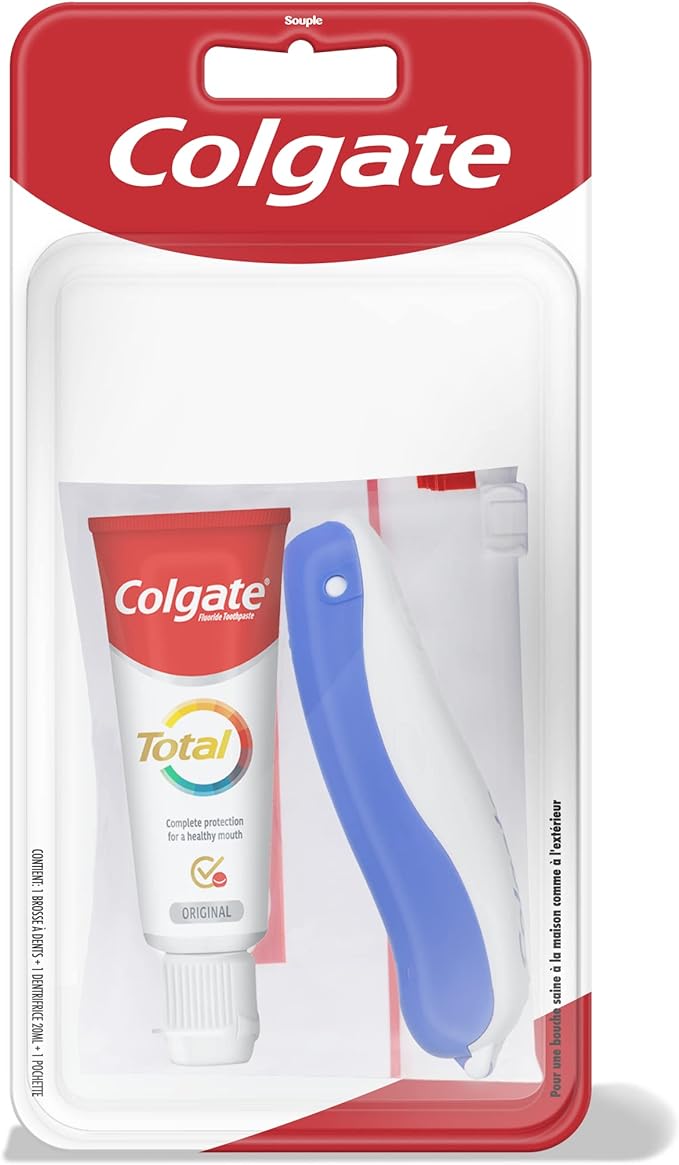 Souple
Colgate
Colgate®
Fluoride Toothpaste
Total
Complete protection
for a healthy mouth
ORIGINAL
CONTIENT: 1 BROSSE À DENTS + 1 DENTRIFRICE 20ML + 1 POCHETTE
Pour une bouche saine à la maison comme à l'extérieur